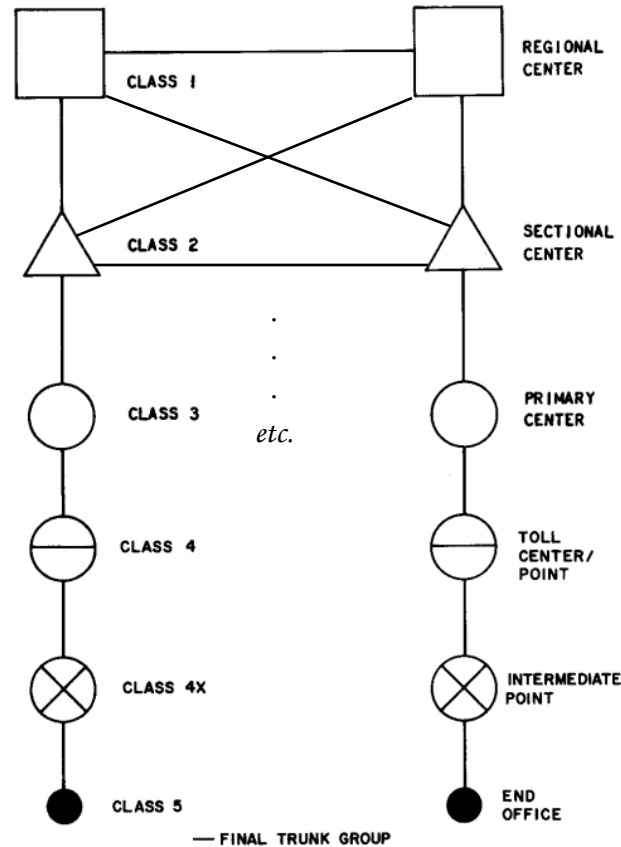 REGIONAL
CENTER
CLASS 1
SECTIONAL
CENTER
CLASS 2
.
.
.
etc.
PRIMARY
CENTER
CLASS 3
TOLL
CENTER/
POINT
CLASS 4
INTERMEDIATE
POINT
CLASS 4X
END
OFFICE
CLASS 5
— FINAL TRUNK GROUP